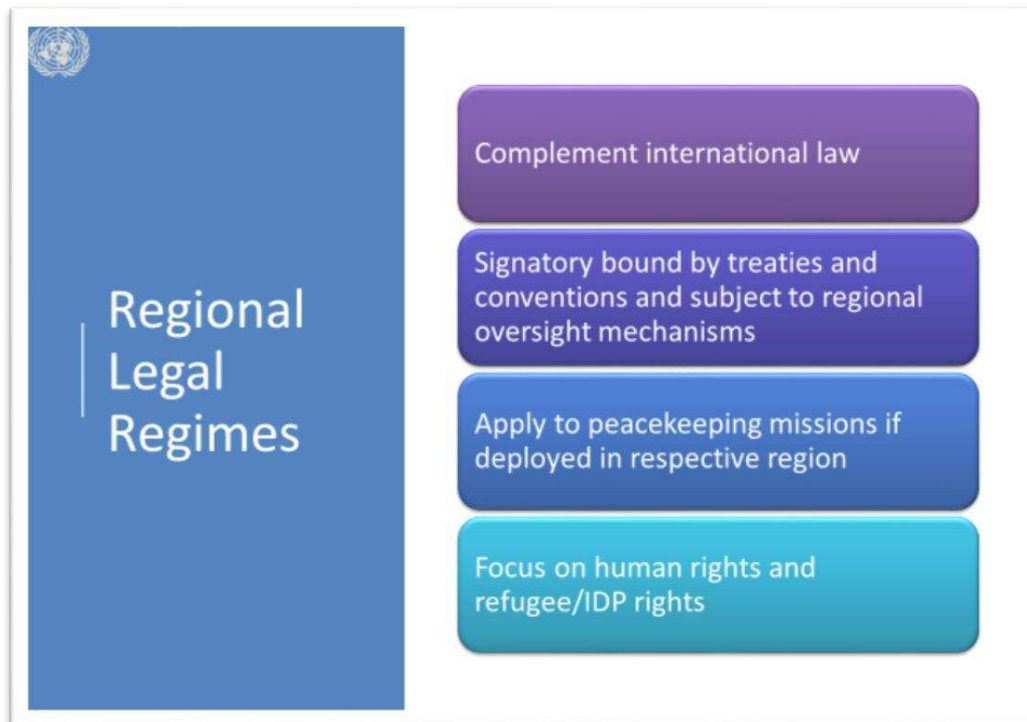 Regional
Legal
Regimes
Complement international law
Signatory bound by treaties and
conventions and subject to regional
oversight mechanisms
Apply to peacekeeping missions if
deployed in respective region
Focus on human rights and
refugee/IDP rights